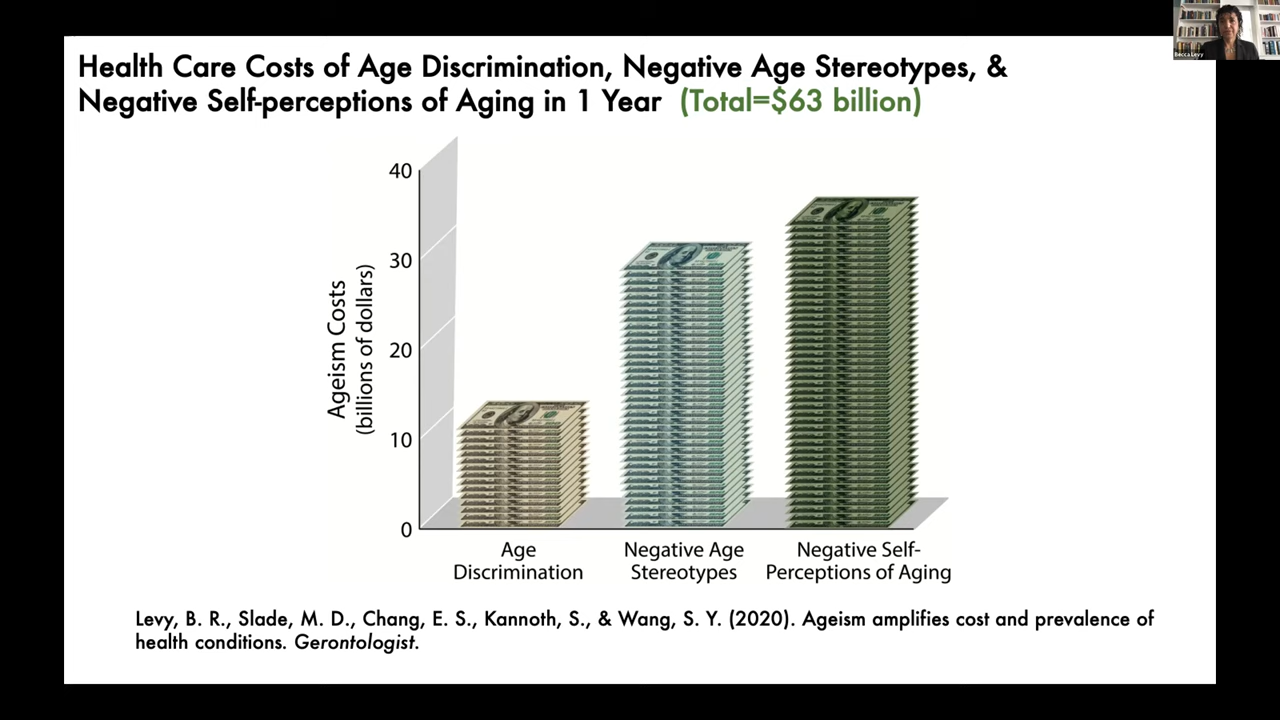 Health Care Costs of Age Discrimination, Negative Age Stereotypes, &
Negative Self-perceptions of Aging in 1 Year (Total=$63 billion)
Becca Levy
40
30
20
10
0
Ageism Costs
(billions of dollars)
Age
Discrimination
Negative Age
Stereotypes
Negative Self-
Perceptions of Aging
Levy, B. R., Slade, M. D., Chang, E. S., Kannoth, S., & Wang, S. Y. (2020). Ageism amplifies cost and prevalence of
health conditions. Gerontologist.